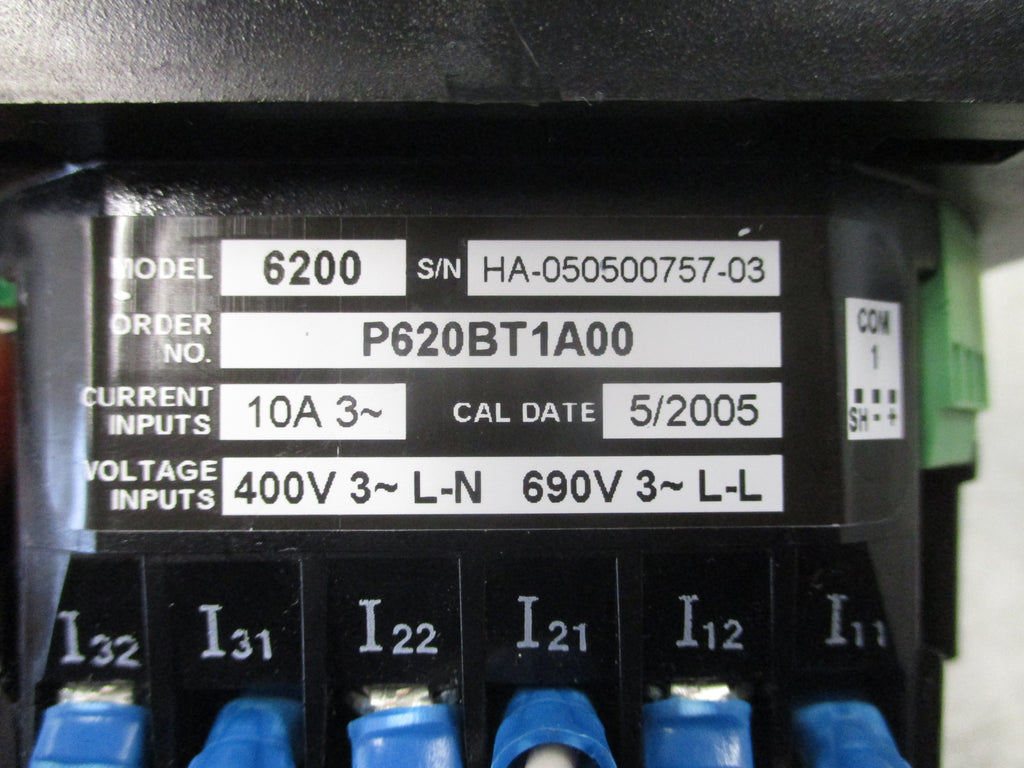 MODEL 6200 S/N HA-050500757-03
ORDER NO. P620BT1A00
CURRENT INPUTS 10A 3~ CAL DATE 5/2005
VOLTAGE INPUTS 400V 3~ L-N 690V 3~ L-L
COM
1
SH - +
I32 I31 I22 I21 I12 I11